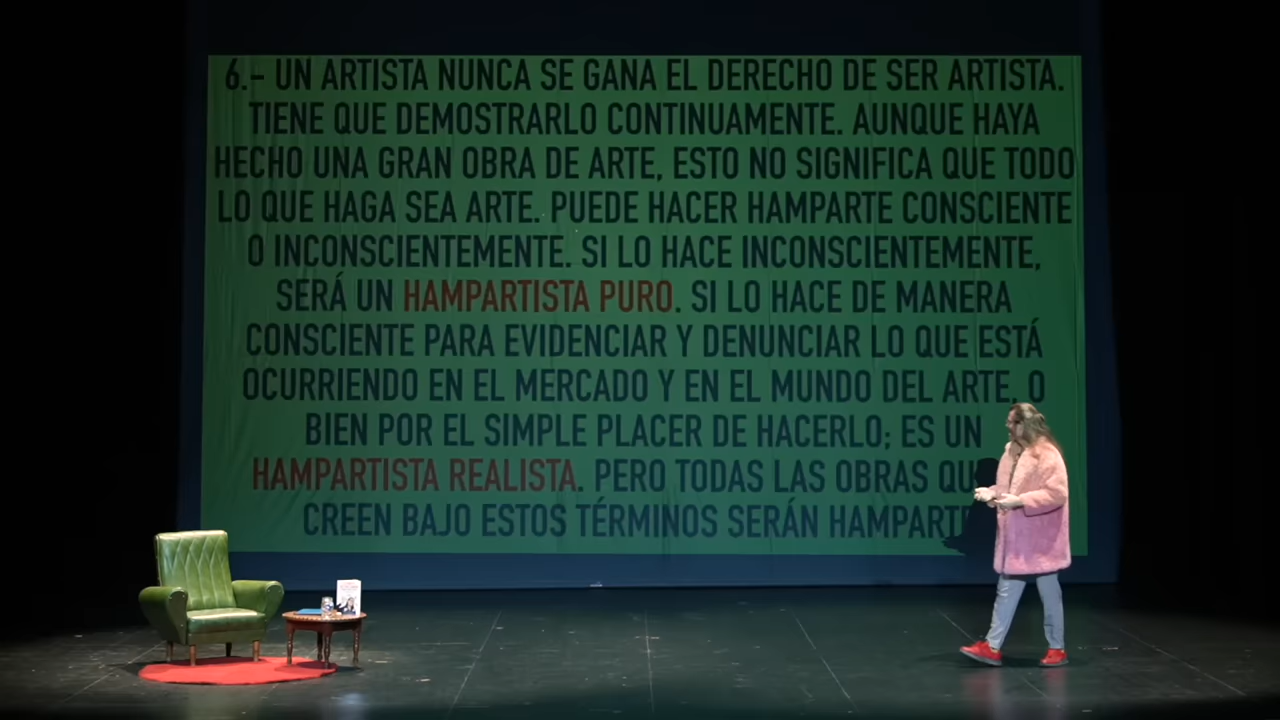 6.- UN ARTISTA NUNCA SE GANA EL DERECHO DE SER ARTISTA.
TIENE QUE DEMOSTRARLO CONTINUAMENTE. AUNQUE HAYA
HECHO UNA GRAN OBRA DE ARTE, ESTO NO SIGNIFICA QUE TODO
LO QUE HAGA SEA ARTE. PUEDE HACER HAMPARTE CONSCIENTE
O INCONSCIENTEMENTE. SI LO HACE INCONSCIENTEMENTE,
SERÁ UN HAMPARTISTA PURO. SI LO HACE DE MANERA
CONSCIENTE PARA EVIDENCIAR Y DENUNCIAR LO QUE ESTÁ
OCURRIENDO EN EL MERCADO Y EN EL MUNDO DEL ARTE, O
BIEN POR EL SIMPLE PLACER DE HACERLO; ES UN
HAMPARTISTA REALISTA. PERO TODAS LAS OBRAS QU
CREEN BAJO ESTOS TÉRMINOS SERÁN HAMPART